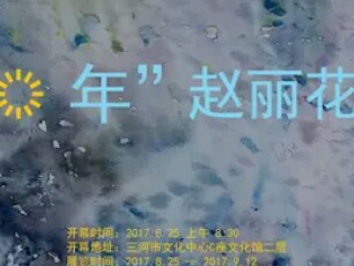 年”赵丽花
开幕时间：2017.8.25 上午 8.30
开幕地址：三河市文化中心C座文化馆二层
展览时间：2017.8.25 — 2017.9.12